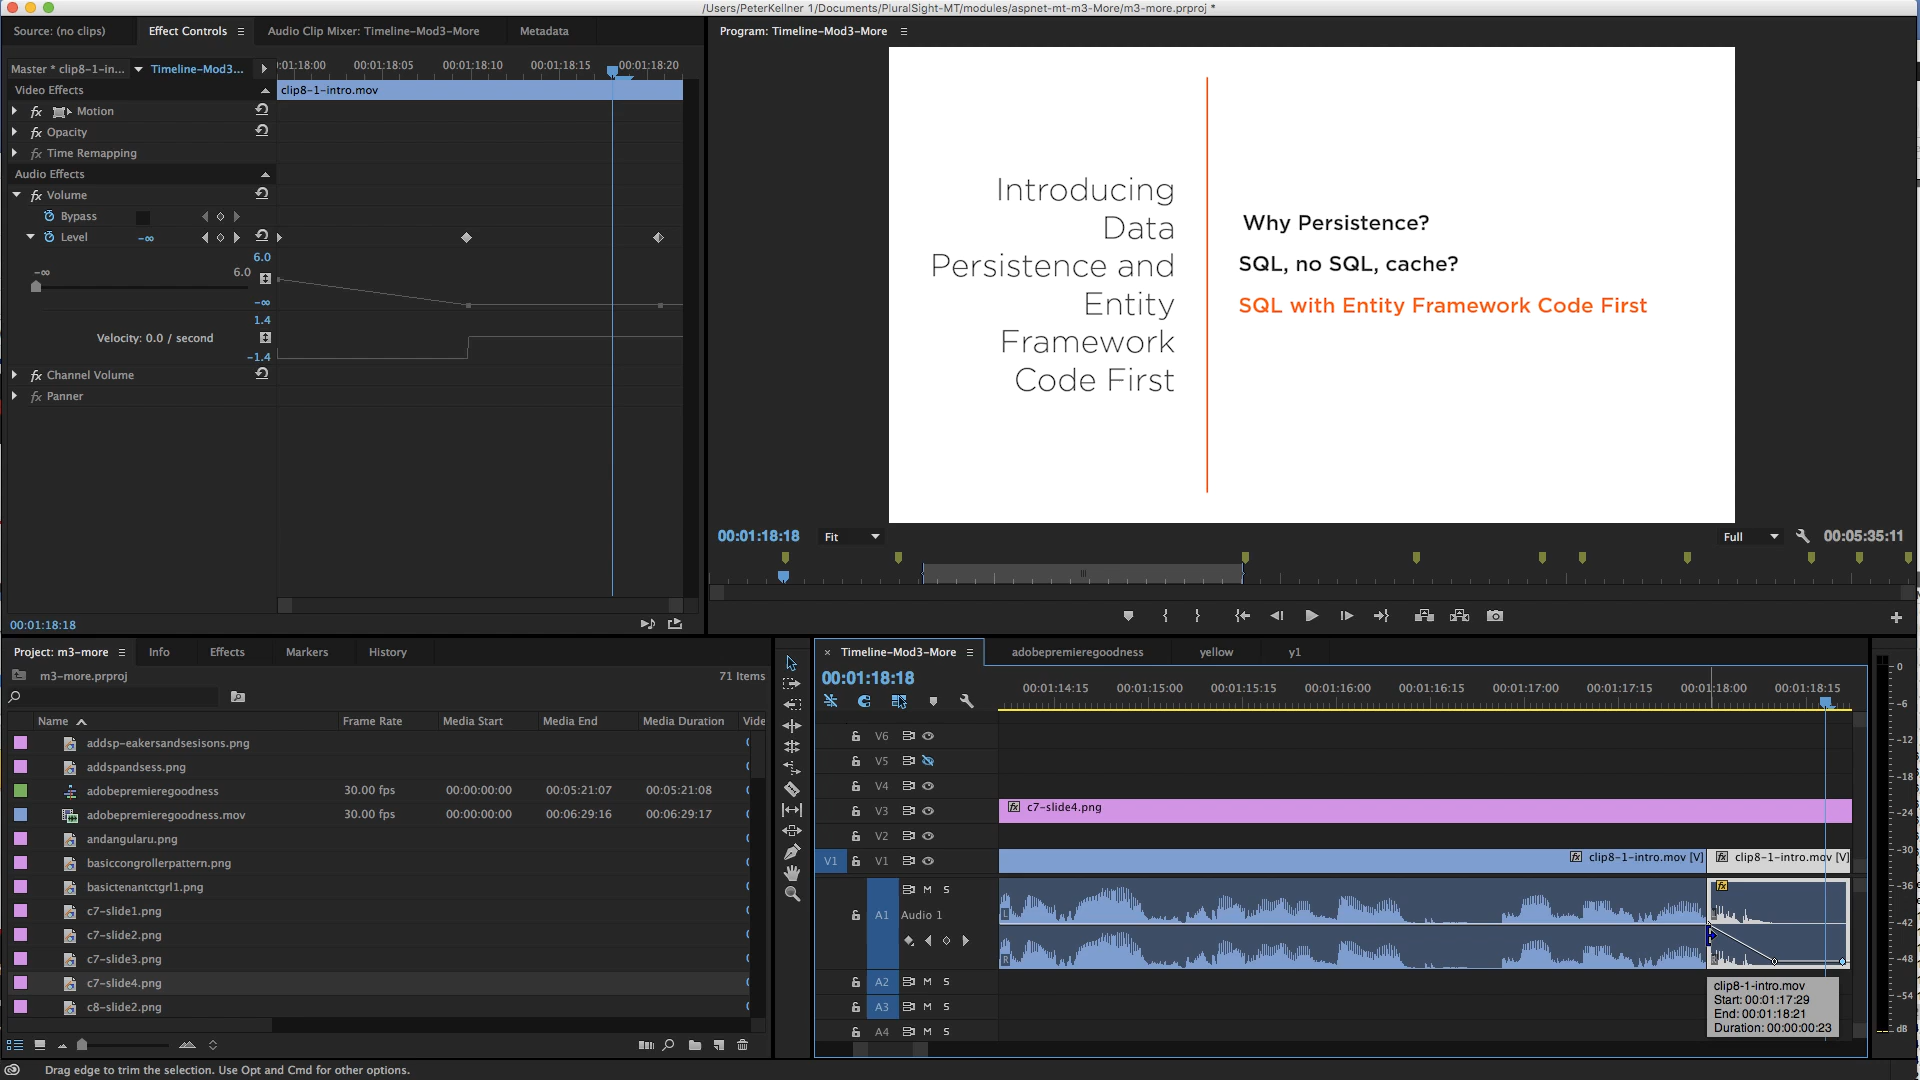 /Users/PeterKellner 1/Documents/PluralSight-MT/modules/aspnet-mt-m3-More/m3-more.prproj *
Source: (no clips)
Effect Controls
Audio Clip Mixer: Timeline-Mod3-More
Metadata
Program: Timeline-Mod3-More
Master * clip8-1-in...
Timeline-Mod3...
:01:18:00
00:01:18:05
00:01:18:10
00:01:18:15
00:01:18:20
Video Effects
clip8-1-intro.mov
fx Motion
fx Opacity
fx Time Remapping
Audio Effects
fx Volume
Bypass
Level
-∞
6.0
-∞
6.0
-∞
1.4
Velocity: 0.0 / second
-1.4
fx Channel Volume
fx Panner
00:01:18:18
Introducing
Data
Persistence and
Entity
Framework
Code First
Why Persistence?
SQL, no SQL, cache?
SQL with Entity Framework Code First
00:01:18:18
Fit
Full
00:05:35:11
Project: m3-more
Info
Effects
Markers
History
m3-more.prproj
71 Items
Name
Frame Rate
Media Start
Media End
Media Duration
Vide
addsp-eakersandsesisons.png
addspandsess.png
adobepremieregoodness
30.00 fps
00:00:00:00
00:05:21:07
00:05:21:08
adobepremieregoodness.mov
30.00 fps
00:00:00:00
00:06:29:16
00:06:29:17
andangularu.png
basiccongrollerpattern.png
basictenantctgrl1.png
c7-slide1.png
c7-slide2.png
c7-slide3.png
c7-slide4.png
c8-slide2.png
Timeline-Mod3-More
adobepremieregoodness
yellow
y1
00:01:18:18
00:01:14:15
00:01:15:00
00:01:15:15
00:01:16:00
00:01:16:15
00:01:17:00
00:01:17:15
00:01:18:00
00:01:18:15
V6
V5
V4
V3
fx c7-slide4.png
V2
V1
V1
fx clip8-1-intro.mov [V]
fx clip8-1-intro.mov [V]
M S
A1
Audio 1
L
R
fx
A2
M S
A3
M S
A4
M S
clip8-1-intro.mov
Start: 00:01:17:29
End: 00:01:18:21
Duration: 00:00:00:23
0
-6
-12
-18
-24
-30
-36
-42
-48
-54
dB
Drag edge to trim the selection. Use Opt and Cmd for other options.